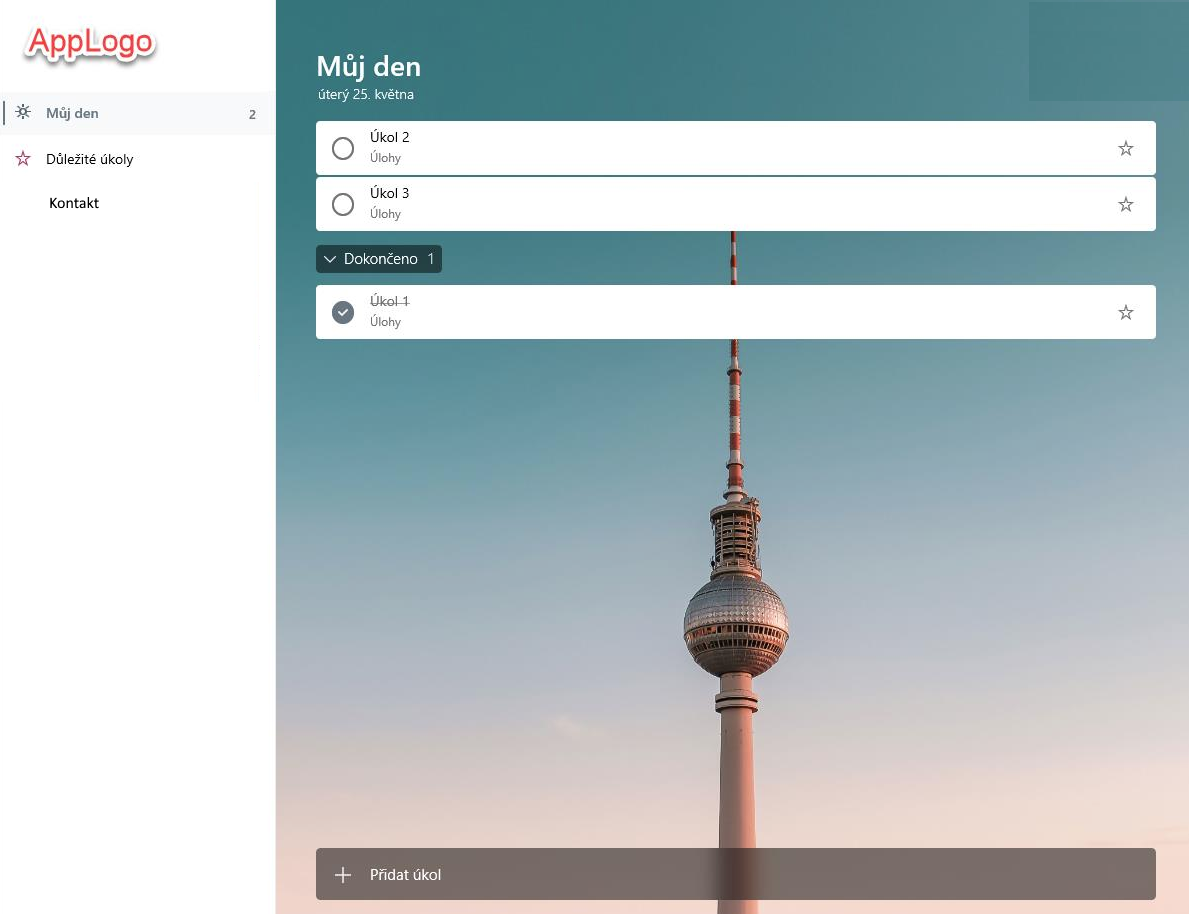 AppLogo
Můj den 2
Důležité úkoly
Kontakt
Můj den
úterý 25. května
Úkol 2
Úlohy
Úkol 3
Úlohy
Dokončeno 1
Úkol 1
Úlohy
Přidat úkol